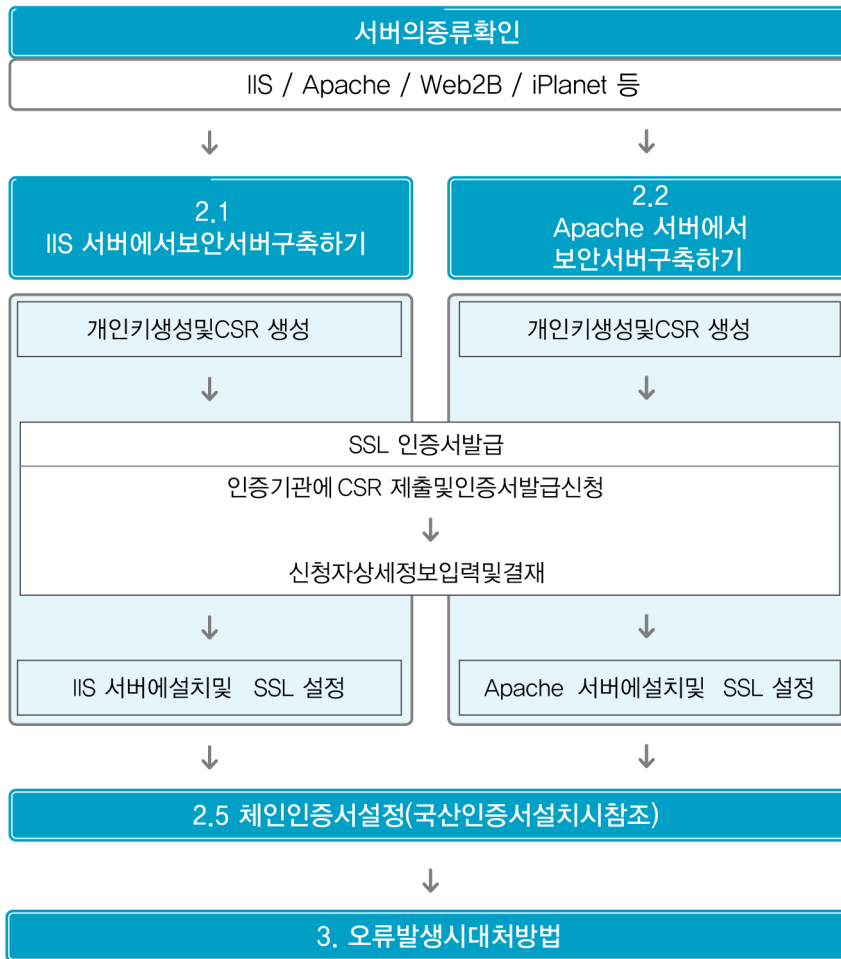 서버의종류확인
IIS / Apache / Web2B / iPlanet 등
2.1
IIS 서버에서보안서버구축하기
2.2
Apache 서버에서
보안서버구축하기
개인키생성및CSR 생성
개인키생성및CSR 생성
SSL 인증서발급
인증기관에 CSR 제출및인증서발급신청
신청자상세정보입력및결재
IIS 서버에설치및 SSL 설정
Apache 서버에설치및 SSL 설정
2.5 체인인증서설정(국산인증서설치시참조)
3. 오류발생시대처방법